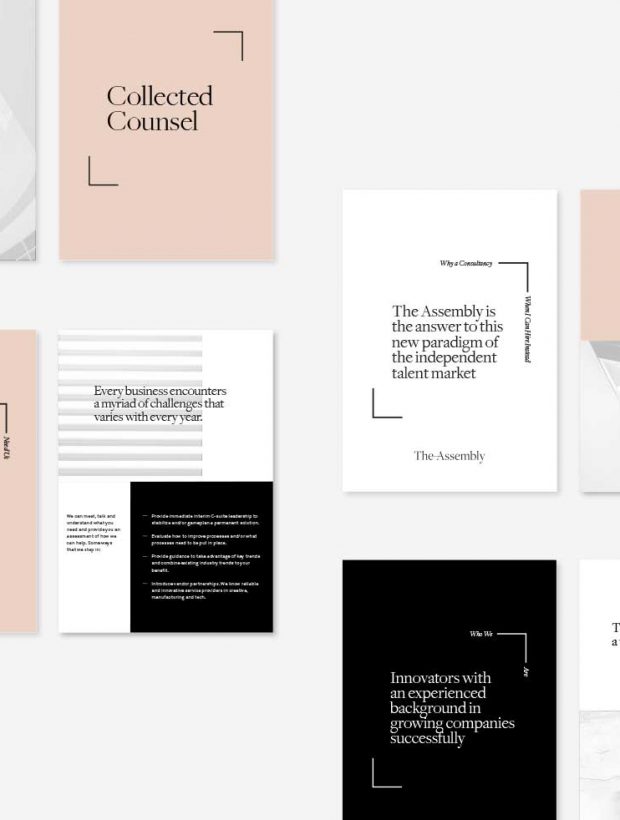 Collected
Counsel
Why a Consultancy
When I Can Hire Instead
The Assembly is
the answer to this
new paradigm of
the independent
talent market
The Assembly
Need Us
Every business encounters
a myriad of challenges that
varies with every year.
We can meet, talk and
understand what you
need and provide you an
assessment of how we
can help. Some ways
that we step in:
— Provide immediate interim C-suite leadership to
stabilize and/or gameplan a permanent solution.
— Evaluate how to improve processes and/or what
processes need to be put in place.
— Provide guidance to take advantage of key trends
and combine existing industry trends to your
benefit.
— Introduce vendor partnerships. We know reliable
and innovative service providers in creative,
manufacturing and tech.
Who We
Are
Innovators with
an experienced
background in
growing companies
successfully
T
a